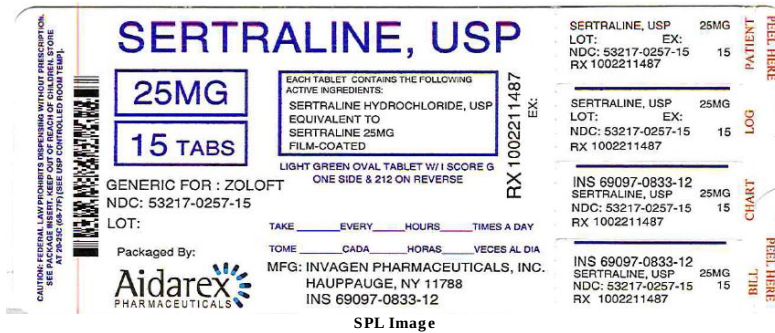 CAUTION: FEDERAL LAW PROHIBITS DISPENSING WITHOUT PRESCRIPTION.
SEE PACKAGE INSERT. KEEP OUT OF REACH OF CHILDREN. STORE
AT 20-25C (68-77F) [SEE USP CONTROLLED ROOM TEMP].
SERTRALINE, USP
25MG
15 TABS
EACH TABLET CONTAINS THE FOLLOWING
ACTIVE INGREDIENTS:
SERTRALINE HYDROCHLORIDE, USP
EQUIVALENT TO
SERTRALINE 25MG
FILM-COATED
LIGHT GREEN OVAL TABLET W/I SCORE G
ONE SIDE & 212 ON REVERSE
GENERIC FOR : ZOLOFT
NDC: 53217-0257-15
LOT:
TAKE ______EVERY______HOURS______TIMES A DAY
TOME ______CADA______HORAS______VECES AL DIA
Packaged By:
Aidarex
PHARMACEUTICALS
MFG: INVAGEN PHARMACEUTICALS, INC.
HAUPPAUGE, NY 11788
INS 69097-0833-12
RX 1002211487
EX:
SERTRALINE, USP 25MG
LOT: EX:
NDC: 53217-0257-15 15
RX 1002211487
PATIENT
PEEL HERE
SERTRALINE, USP 25MG
LOT: EX:
NDC: 53217-0257-15 15
RX 1002211487
LOG
INS 69097-0833-12
SERTRALINE, USP 25MG
NDC: 53217-0257-15 15
RX 1002211487
CHART
INS 69097-0833-12
SERTRALINE, USP 25MG
NDC: 53217-0257-15 15
RX 1002211487
BILL
PEEL HERE
SPL Image